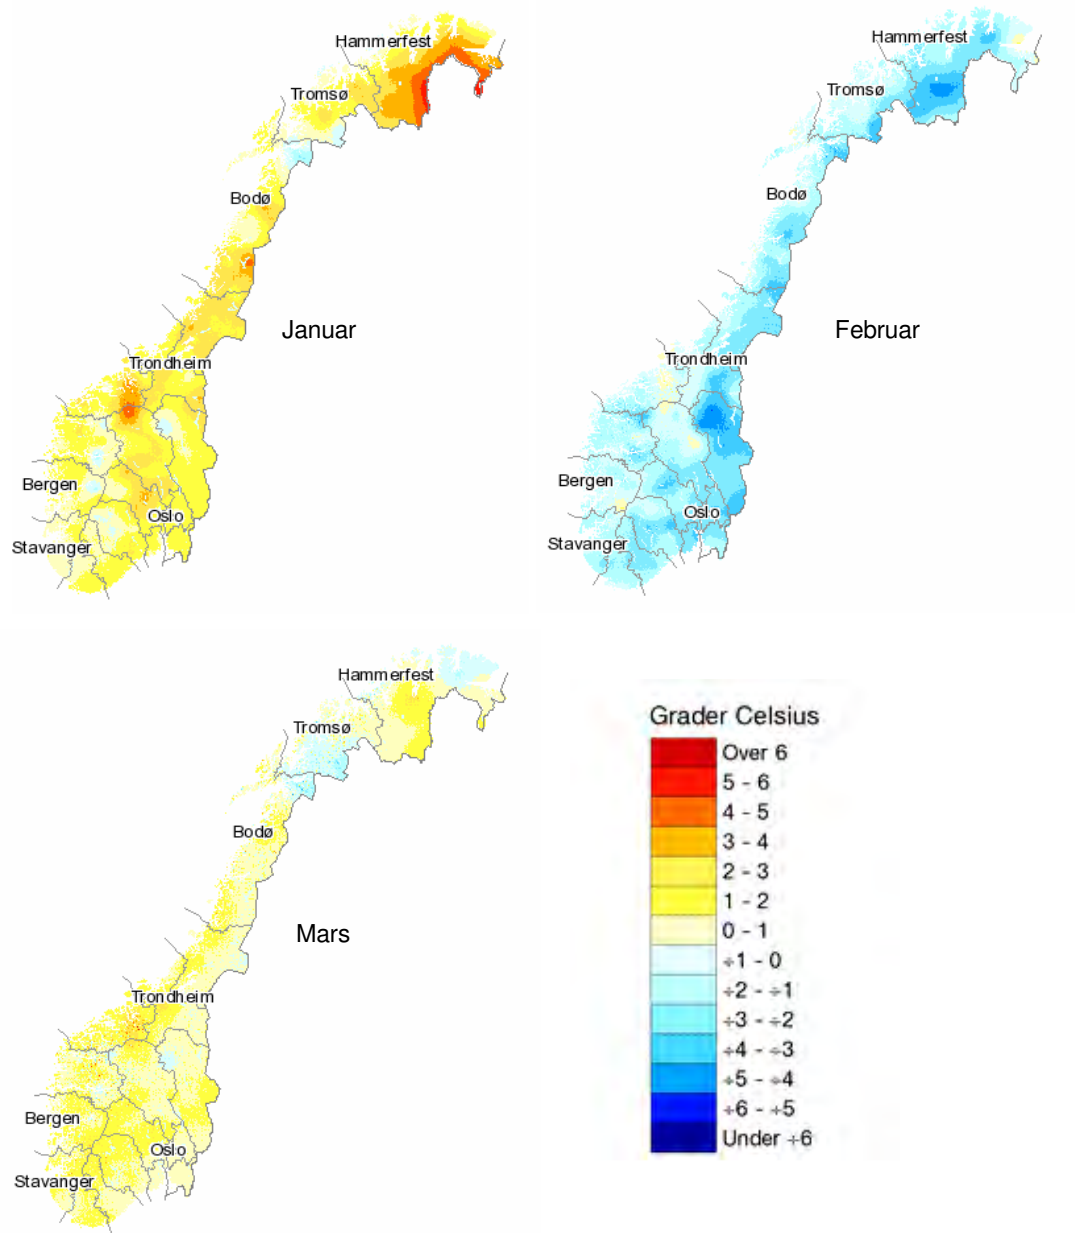 Hammerfest
Tromsø
Bodø
Januar
Trondheim
Bergen
Oslo
Stavanger
Hammerfest
Tromsø
Bodø
Februar
Trondheim
Bergen
Oslo
Stavanger
Hammerfest
Tromsø
Bodø
Mars
Trondheim
Bergen
Oslo
Stavanger
Grader Celsius
Over 6
5 - 6
4 - 5
3 - 4
2 - 3
1 - 2
0 - 1
÷1 - 0
÷2 - ÷1
÷3 - ÷2
÷4 - ÷3
÷5 - ÷4
÷6 - ÷5
Under ÷6